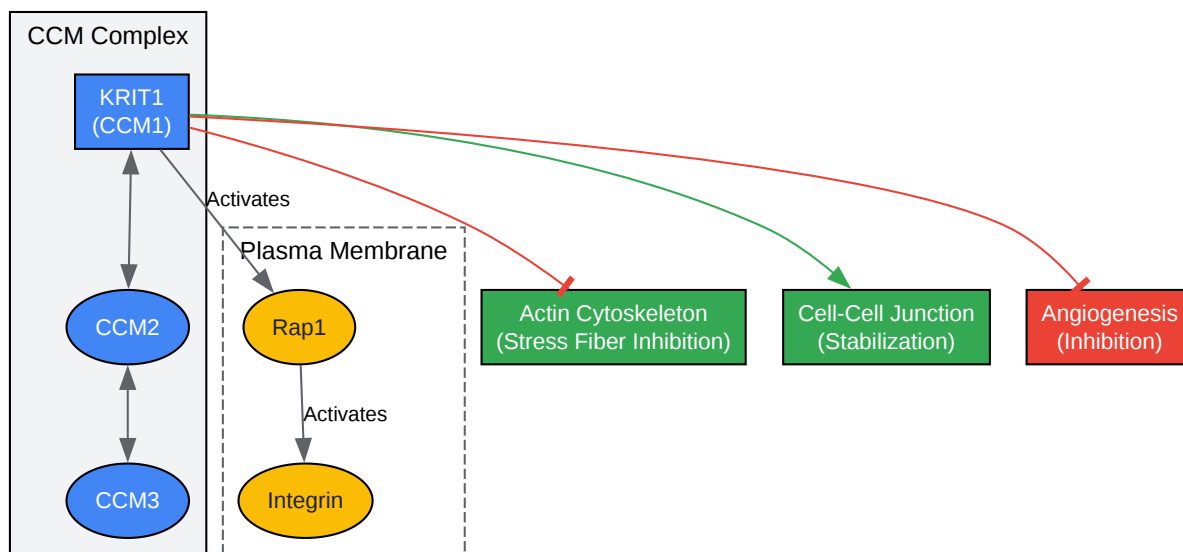 CCM Complex
KRIT1
(CCM1)
Activates
Plasma Membrane
CCM2
Rap1
Actin Cytoskeleton
(Stress Fiber Inhibition)
Cell-Cell Junction
(Stabilization)
Angiogenesis
(Inhibition)
Activates
CCM3
Integrin